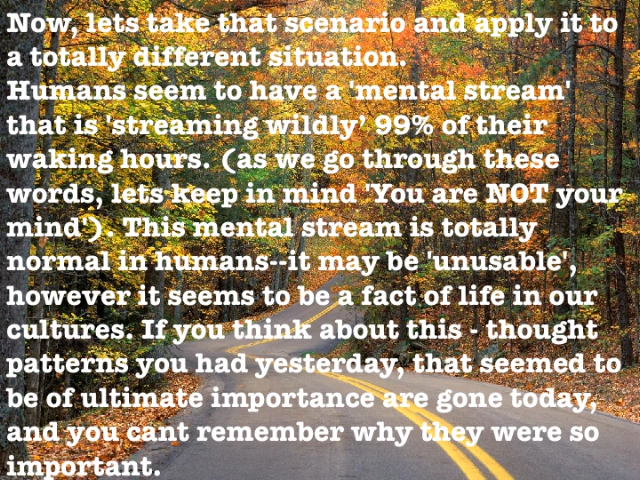 Now, lets take that scenario and apply it to
a totally different situation.
Humans seem to have a 'mental stream'
that is 'streaming wildly’ 99% of their
waking hours. (as we go through these
words, lets keep in mind 'You are NOT your
mind'). This mental stream is totally
normal in humans--it may be 'unusable',
however it seems to be a fact of life in our
cultures. If you think about this - thought
patterns you had yesterday, that seemed to
be of ultimate importance are gone today,
and you cant remember why they were so
important.